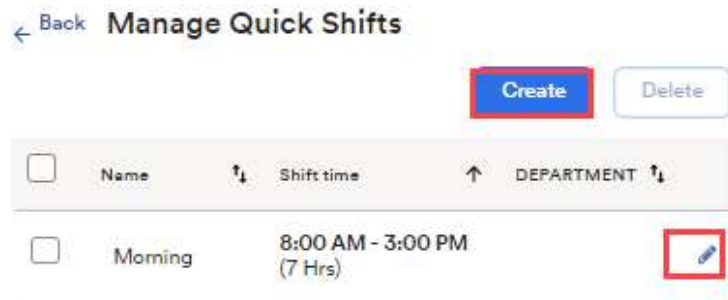 ← Back Manage Quick Shifts
Create Delete
Name Shift time DEPARTMENT
Morning 8:00 AM - 3:00 PM
(7 Hrs)